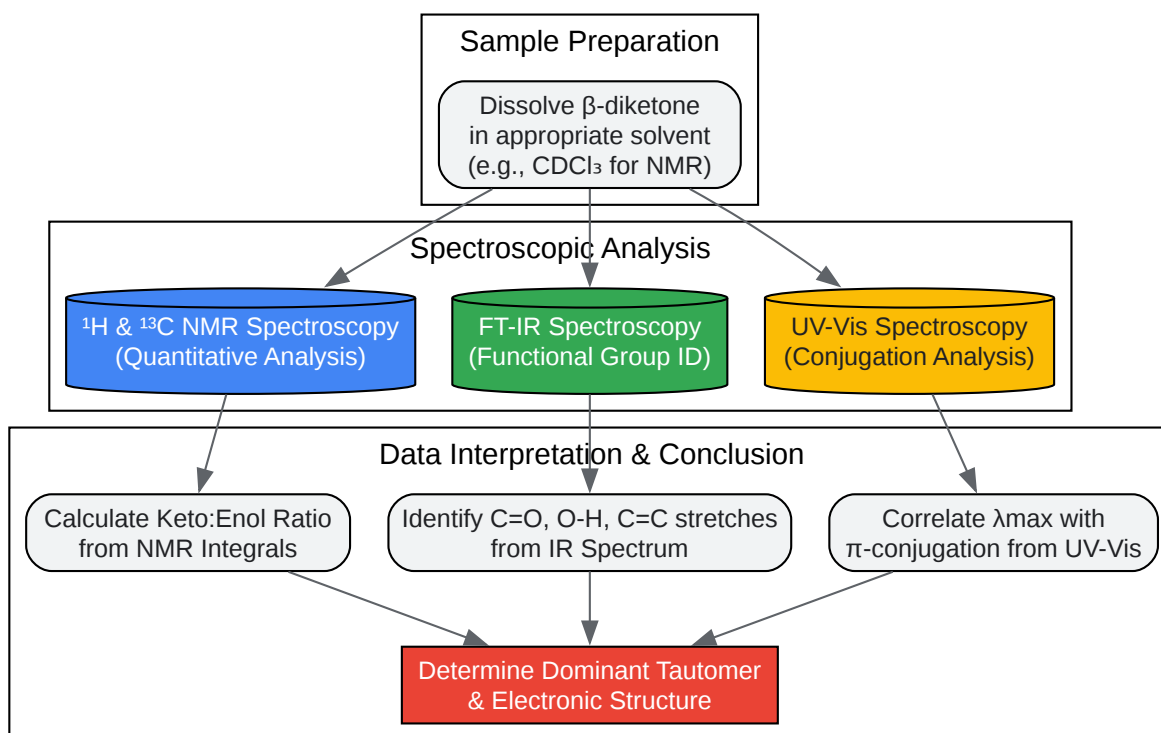 Sample Preparation
Dissolve β-diketone
in appropriate solvent
(e.g., CDCl₃ for NMR)
Spectroscopic Analysis
¹H & ¹³C NMR Spectroscopy
(Quantitative Analysis)
FT-IR Spectroscopy
(Functional Group ID)
UV-Vis Spectroscopy
(Conjugation Analysis)
Data Interpretation & Conclusion
Calculate Keto:Enol Ratio
from NMR Integrals
Identify C=O, O-H, C=C stretches
from IR Spectrum
Correlate λmax with
π-conjugation from UV-Vis
Determine Dominant Tautomer
& Electronic Structure